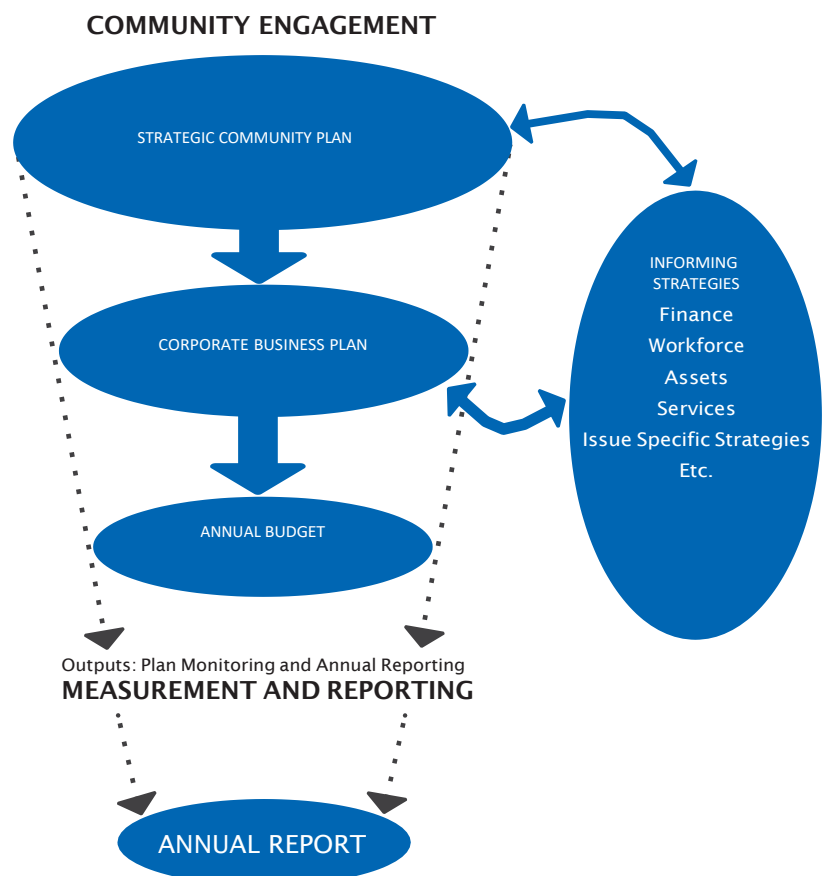 COMMUNITY ENGAGEMENT
STRATEGIC COMMUNITY PLAN
CORPORATE BUSINESS PLAN
ANNUAL BUDGET
INFORMING
STRATEGIES
Finance
Workforce
Assets
Services
Issue Specific Strategies
Etc.
Outputs: Plan Monitoring and Annual Reporting
MEASUREMENT AND REPORTING
ANNUAL REPORT